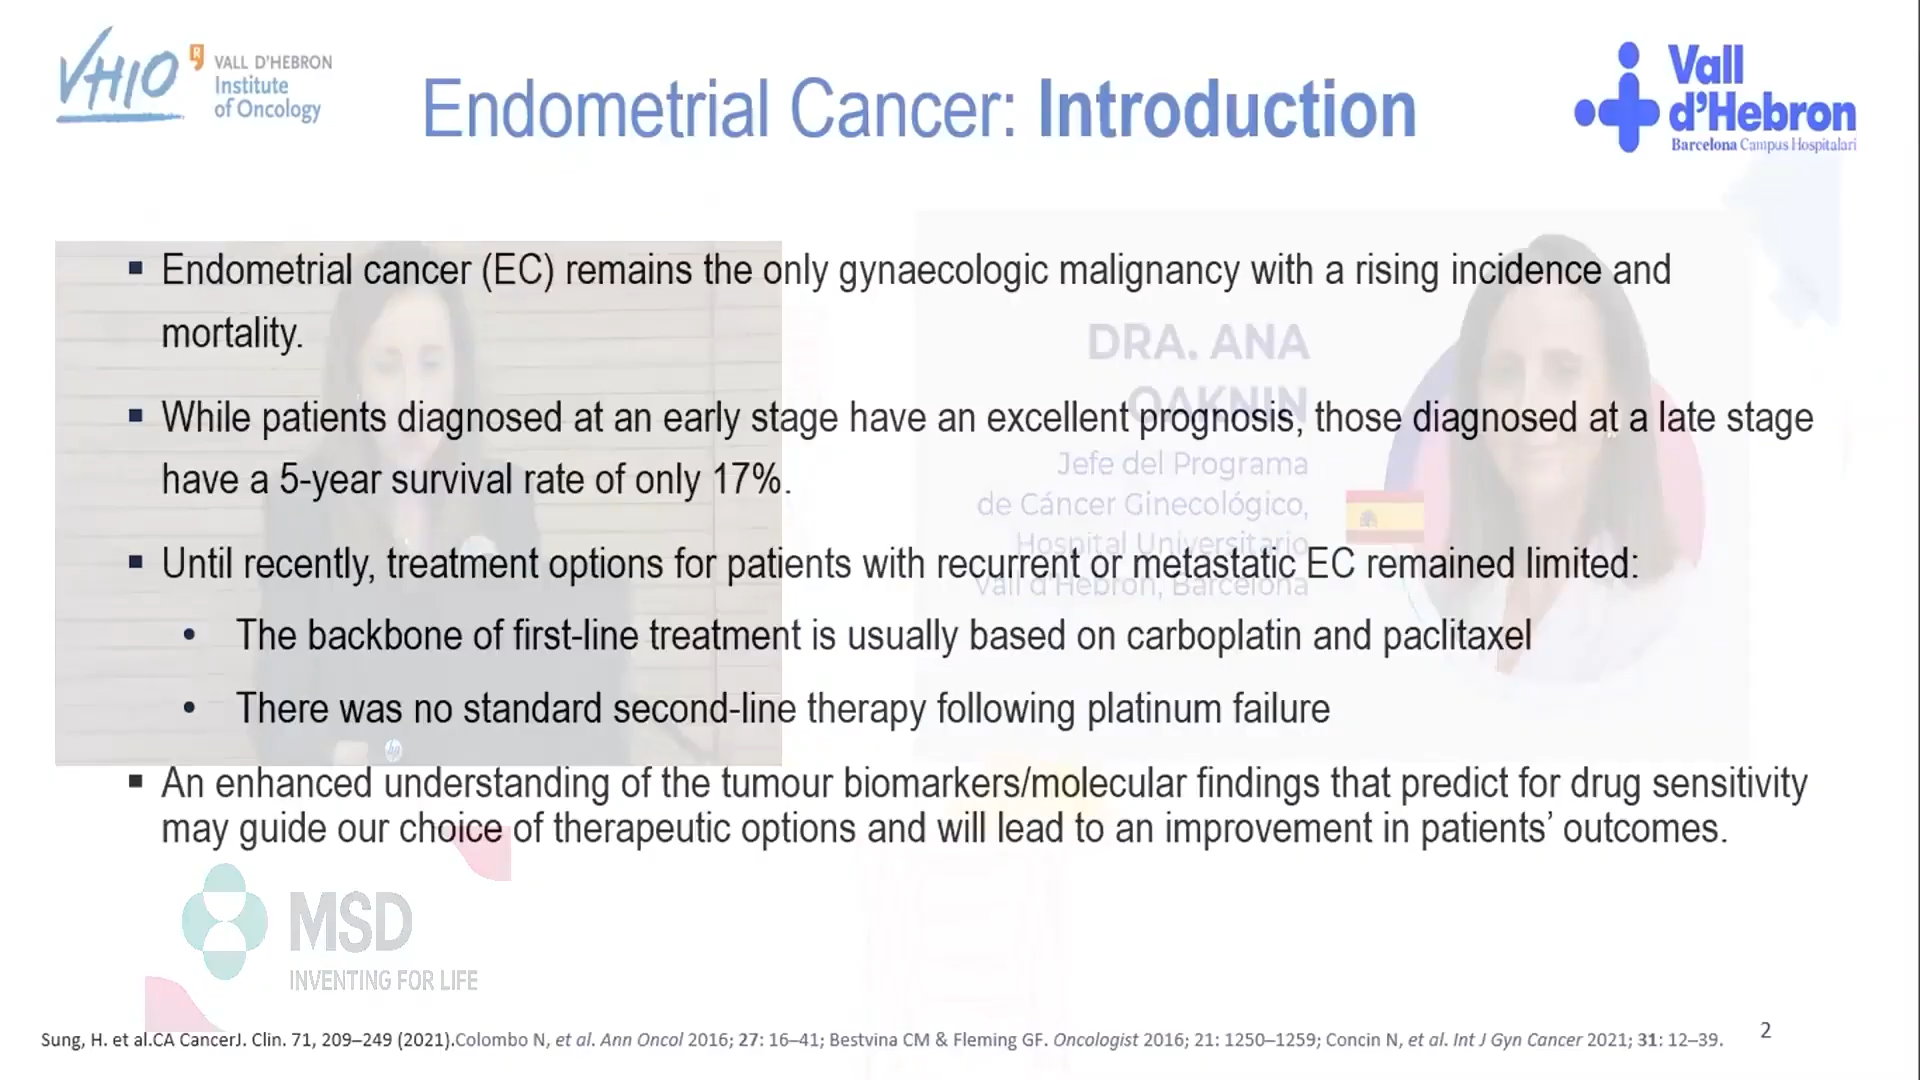 VHIO
VALL D'HEBRON
Institute
of Oncology
Endometrial Cancer: Introduction
Vall
d'Hebron
Barcelona Campus Hospitalari
▪ Endometrial cancer (EC) remains the only gynaecologic malignancy with a rising incidence and
mortality.
▪ While patients diagnosed at an early stage have an excellent prognosis, those diagnosed at a late stage
have a 5-year survival rate of only 17%.
▪ Until recently, treatment options for patients with recurrent or metastatic EC remained limited:
• The backbone of first-line treatment is usually based on carboplatin and paclitaxel
• There was no standard second-line therapy following platinum failure
▪ An enhanced understanding of the tumour biomarkers/molecular findings that predict for drug sensitivity
may guide our choice of therapeutic options and will lead to an improvement in patients' outcomes.
DRA. ANA
OAKNIN
Jefe del Programa
de Cáncer Ginecológico,
Hospital Universitario
Vall d'Hebron, Barcelona
hp
MSD
INVENTING FOR LIFE
Sung, H. et al.CA CancerJ. Clin. 71, 209–249 (2021).Colombo N, et al. Ann Oncol 2016; 27: 16–41; Bestvina CM & Fleming GF. Oncologist 2016; 21: 1250–1259; Concin N, et al. Int J Gyn Cancer 2021; 31: 12–39.
2